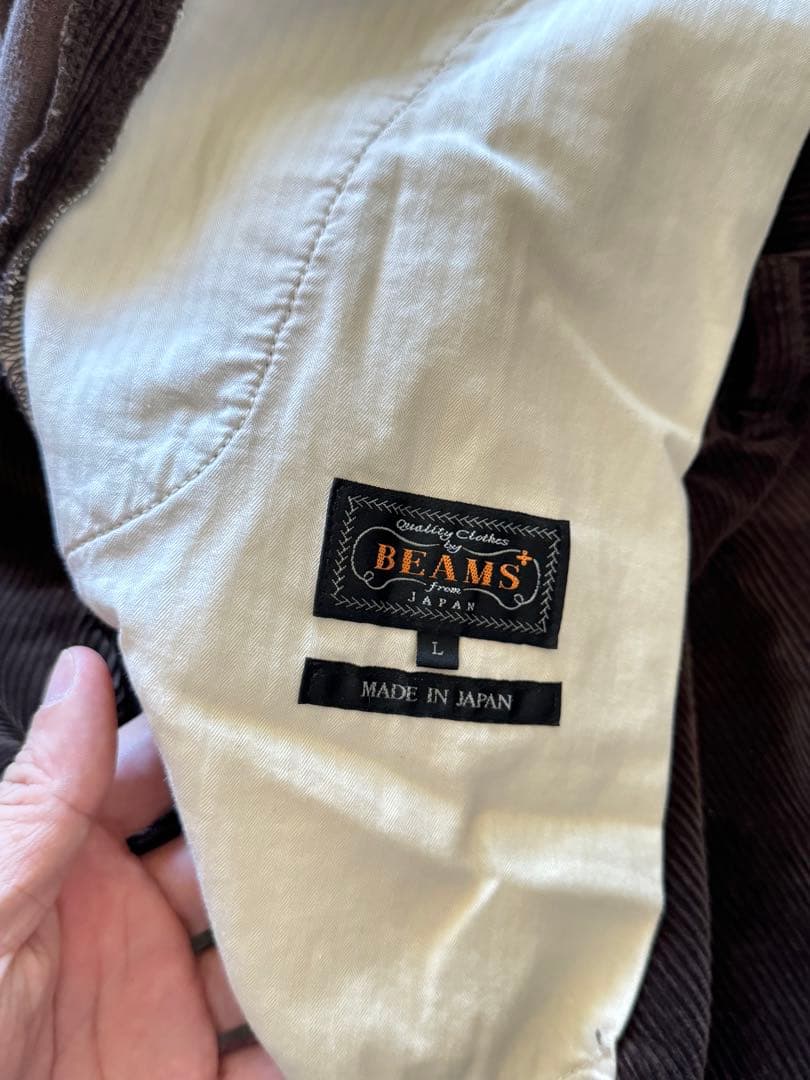 Quality Clothes
by
BEAMS+
from
JAPAN
L
MADE IN JAPAN